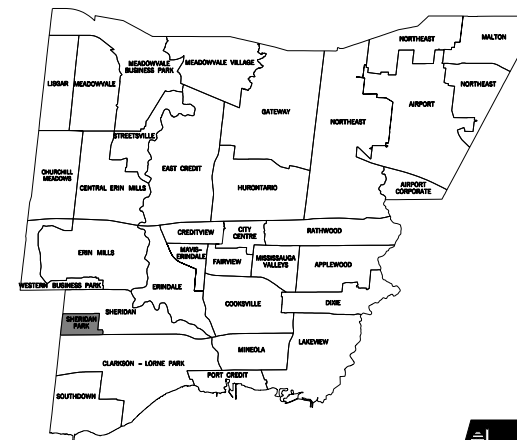 NORTHEAST
MALTON
MEADOWVALE
BUSINESS PARK
MEADOWVALE VILLAGE
LISGAR
MEADOWVALE
NORTHEAST
GATEWAY
AIRPORT
NORTHEAST
STREETSVILLE
EAST CREDIT
CHURCHILL
MEADOWS
CENTRAL ERIN MILLS
HURONTARIO
AIRPORT
CORPORATE
CREDITVIEW
CITY
CENTRE
RATHWOOD
ERIN MILLS
MAVIS-
ERINDALE
FAIRVIEW
MISSISSAUGA
VALLEYS
APPLEWOOD
WESTERN BUSINESS PARK
ERINDALE
COOKSVILLE
DIXIE
SHERIDAN
SHERIDAN
PARK
LAKEVIEW
MINEOLA
CLARKSON - LORNE PARK
PORT CREDIT
SOUTHDOWN